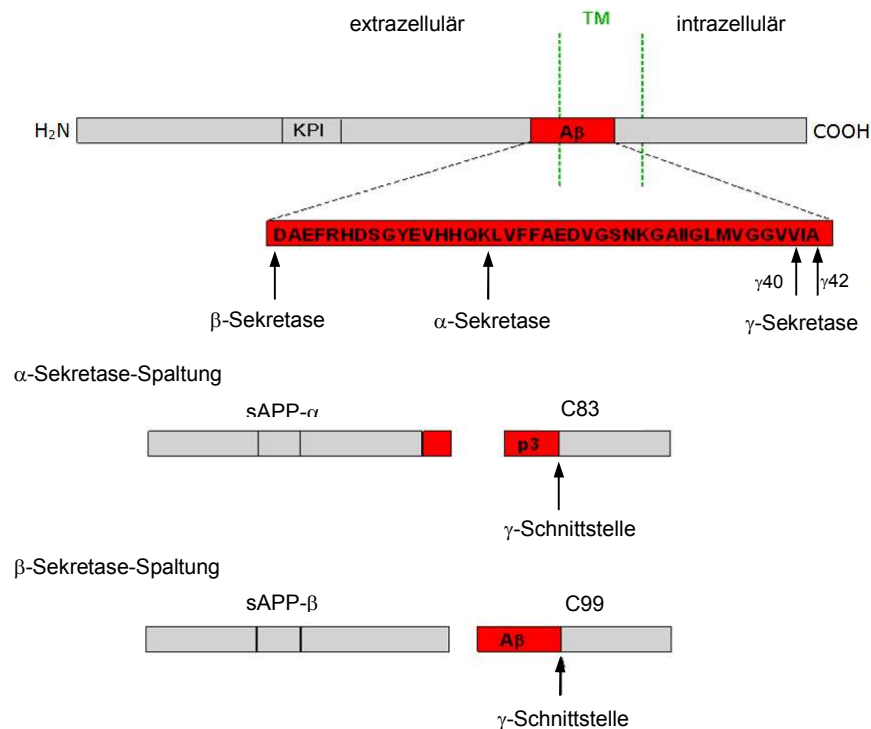 extrazellulär TM intrazellulär
H₂N KPI Aβ COOH
DAEFRHDSGYEVHHQKLVFFAEDVGSNKGAIIGLMVGGVVIA
γ40 γ42
β-Sekretase α-Sekretase γ-Sekretase
α-Sekretase-Spaltung
sAPP-α C83
p3
γ-Schnittstelle
β-Sekretase-Spaltung
sAPP-β C99
Aβ
γ-Schnittstelle